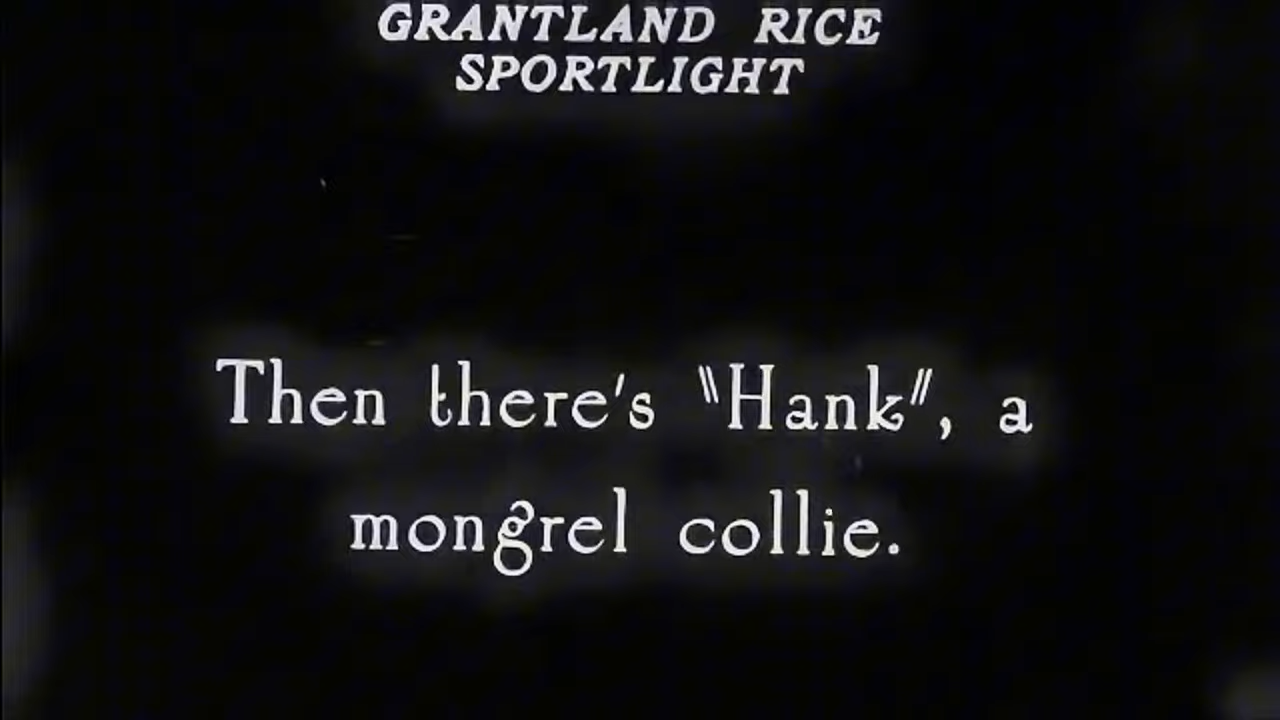 GRANTLAND RICE
SPORTLIGHT
Then there's "Hank", a
mongrel collie.